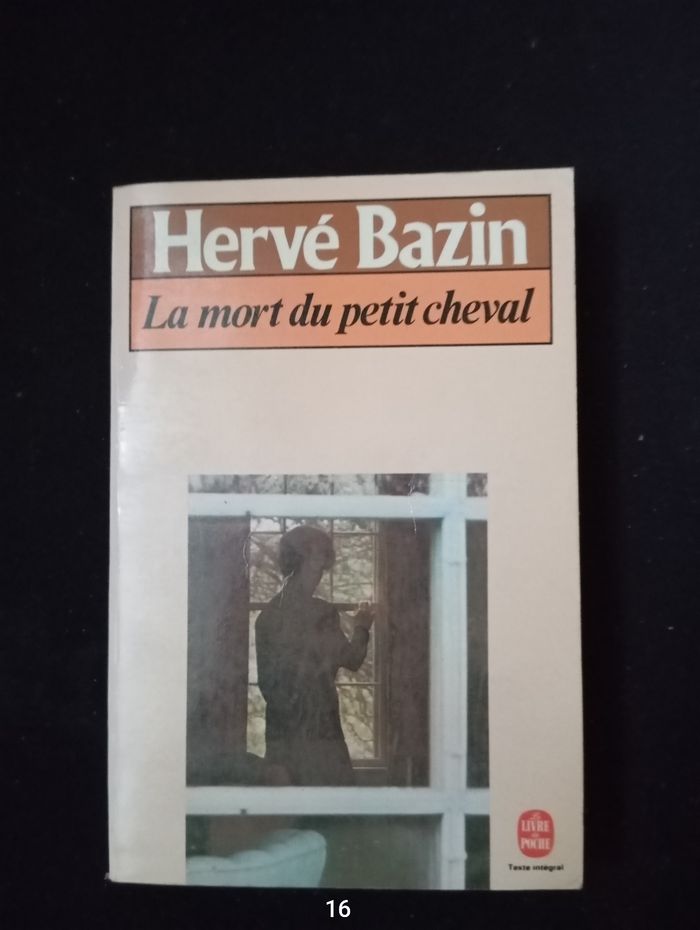 Hervé Bazin
La mort du petit cheval
Le
LIVRE
de
POCHE
Texte intégral
16